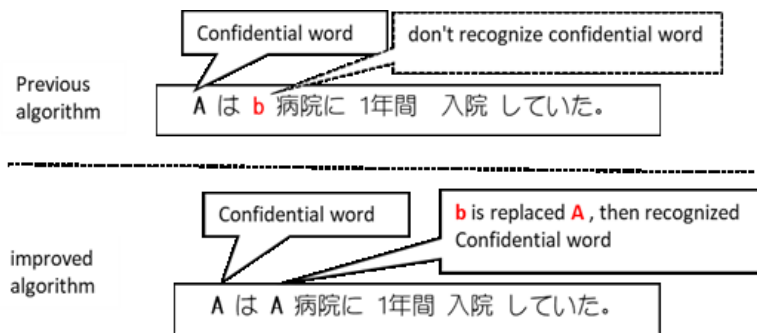 Confidential word
don't recognize confidential word
Previous
algorithm
A は b 病院に 1年間 入院 していた。
Confidential word
b is replaced A , then recognized
Confidential word
improved
algorithm
A は A 病院に 1年間 入院 していた。